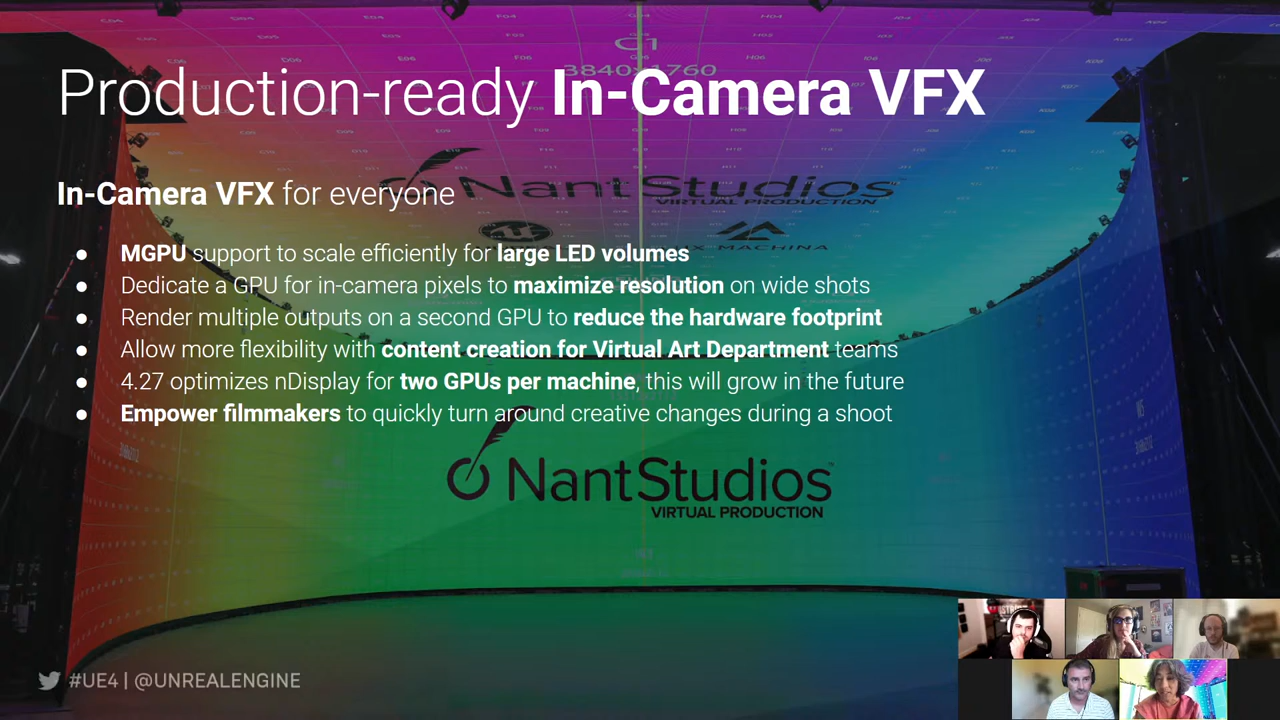 C1
3840x1760
Production-ready In-Camera VFX
NantStudios
VIRTUAL PRODUCTION
In-Camera VFX for everyone
● MGPU support to scale efficiently for large LED volumes
● Dedicate a GPU for in-camera pixels to maximize resolution on wide shots
● Render multiple outputs on a second GPU to reduce the hardware footprint
● Allow more flexibility with content creation for Virtual Art Department teams
● 4.27 optimizes nDisplay for two GPUs per machine, this will grow in the future
● Empower filmmakers to quickly turn around creative changes during a shoot
NantStudios
VIRTUAL PRODUCTION
#UE4 | @UNREALENGINE